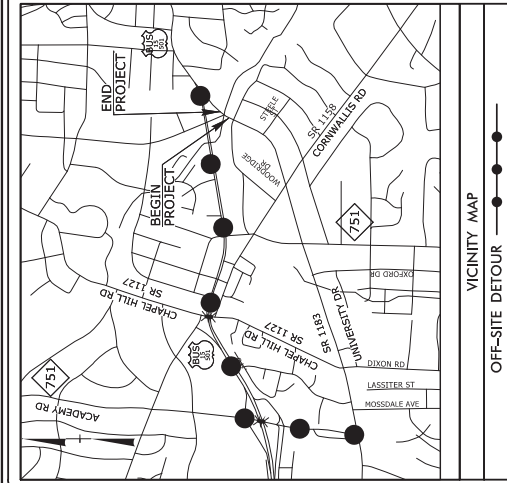 BUS
15
501
END
PROJECT
STEELE
ST
SR 1158
CORNWALLIS RD
WOODRIDGE
DR
BEGIN
PROJECT
751
OXFORD DR
CHAPEL HILL RD
SR 1127
UNIVERSITY DR
SR 1183
CHAPEL HILL RD
SR 1127
BUS
15
501
DIXON RD
LASSITER ST
MOSSDALE AVE
751
ACADEMY RD
VICINITY MAP
OFF-SITE DETOUR